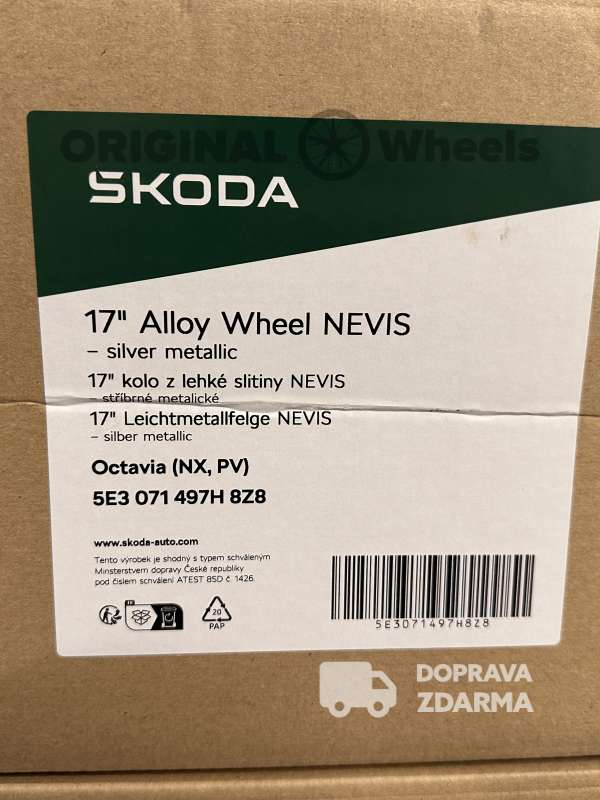 ORIGINAL Wheels
ŠKODA
17" Alloy Wheel NEVIS
– silver metallic
17" kolo z lehké slitiny NEVIS
– stříbrné metalické
17" Leichtmetallfelge NEVIS
– silber metallic
Octavia (NX, PV)
5E3 071 497H 8Z8
www.skoda-auto.com
Tento výrobek je shodný s typem schváleným
Minsterstvem dopravy České republiky
pod číslem schválení ATEST 8SD č. 1426.
20
PAP
5E3071497H8Z8
DOPRAVA
ZDARMA